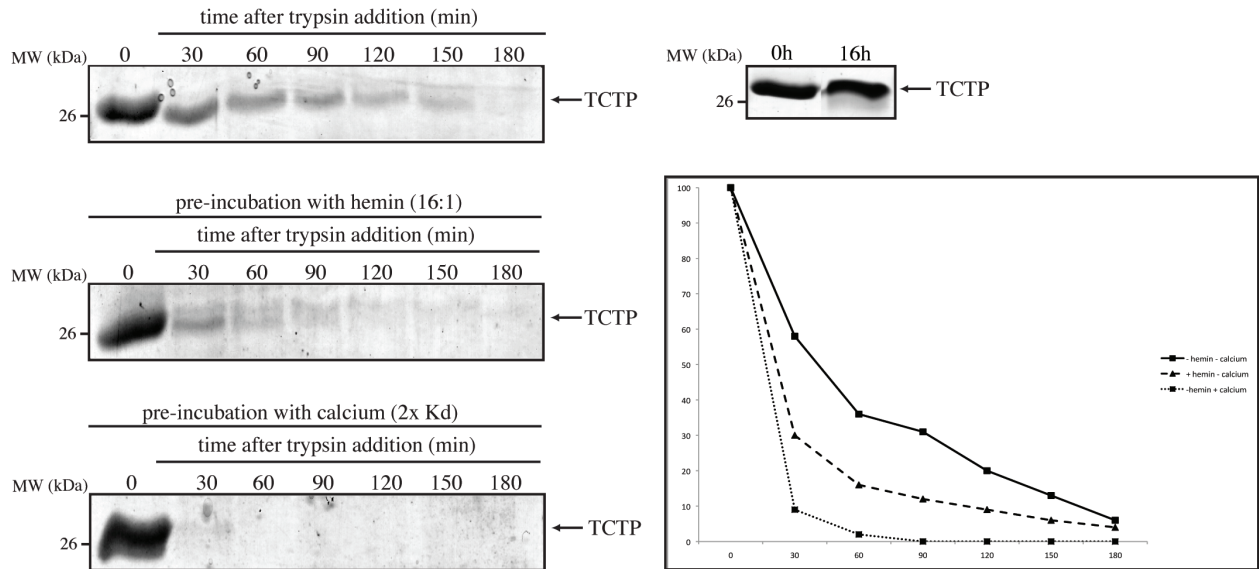 time after trypsin addition (min)
MW (kDa) 0 30 60 90 120 150 180
26
TCTP
pre-incubation with hemin (16:1)
time after trypsin addition (min)
MW (kDa) 0 30 60 90 120 150 180
26
TCTP
pre-incubation with calcium (2x Kd)
time after trypsin addition (min)
MW (kDa) 0 30 60 90 120 150 180
26
TCTP
MW (kDa) 0h 16h
26
TCTP
100
90
80
70
60
50
40
30
20
10
0
0 30 60 90 120 150 180
- hemin - calcium
+ hemin - calcium
-hemin + calcium